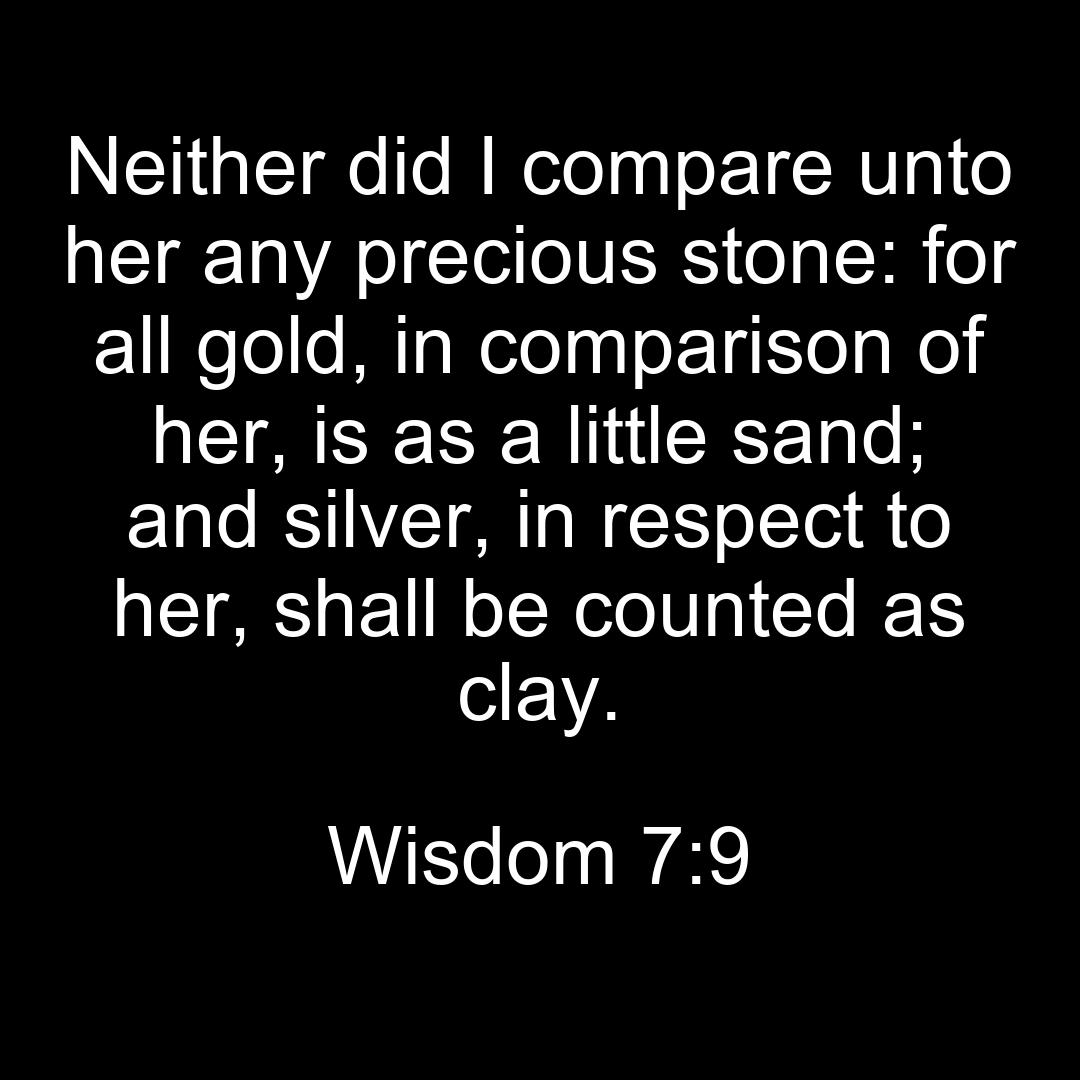 Neither did I compare unto
her any precious stone: for
all gold, in comparison of
her, is as a little sand;
and silver, in respect to
her, shall be counted as
clay.
Wisdom 7:9